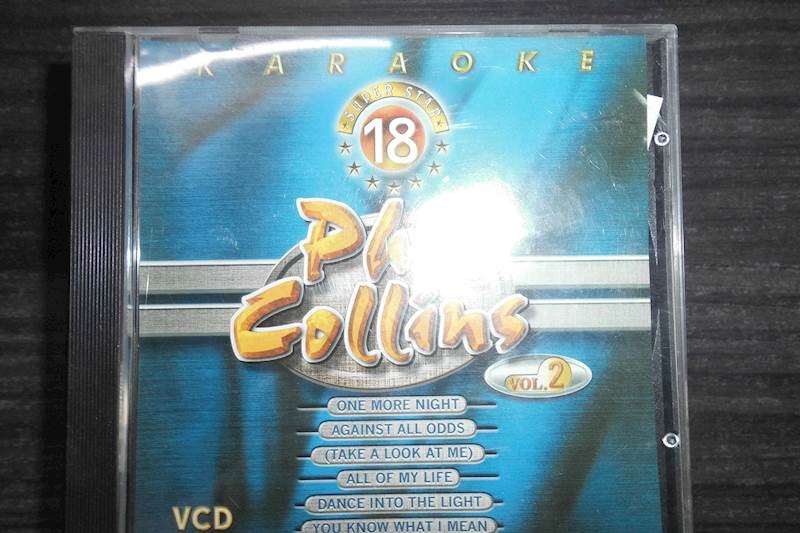 KARAOKE
SUPER STAR
18
Collins
VOL.2
ONE MORE NIGHT
AGAINST ALL ODDS
(TAKE A LOOK AT ME)
ALL OF MY LIFE
DANCE INTO THE LIGHT
YOU KNOW WHAT I MEAN
VCD